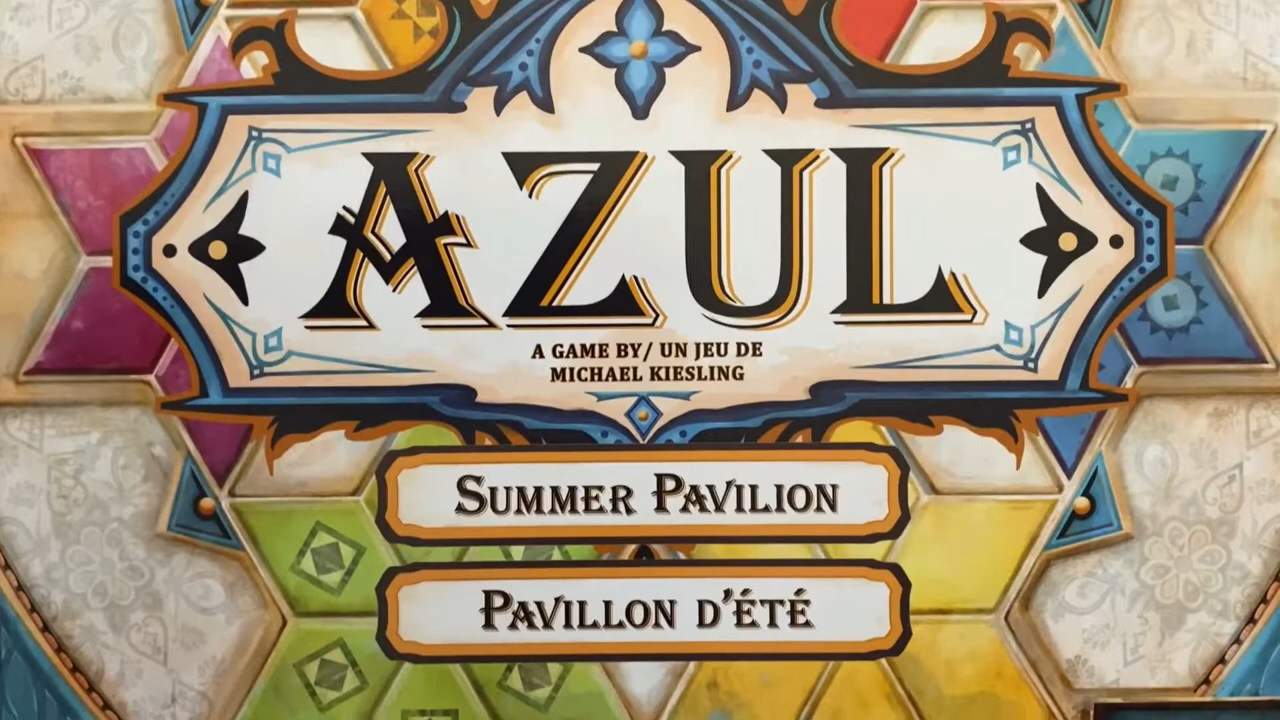 AZUL
A GAME BY/ UN JEU DE
MICHAEL KIESLING
SUMMER PAVILION
PAVILLON D'ÉTÉ